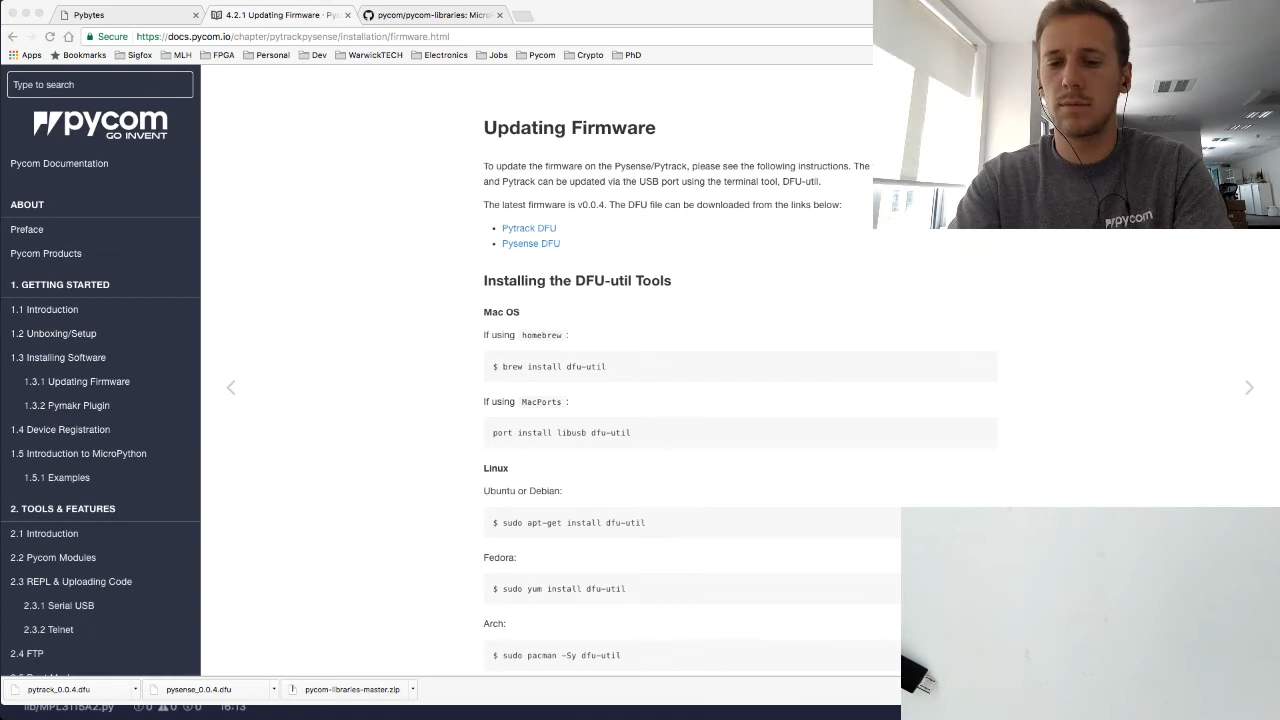 Pybytes
4.2.1 Updating Firmware · Py
pycom/pycom-libraries: Micr
Secure
https://docs.pycom.io/chapter/pytrackpysense/installation/firmware.html
Apps
Bookmarks
Sigfox
MLH
FPGA
Personal
Dev
WarwickTECH
Electronics
Jobs
Pycom
Crypto
PhD
Type to search
pycom
GO INVENT
Pycom Documentation
ABOUT
Preface
Pycom Products
1. GETTING STARTED
1.1 Introduction
1.2 Unboxing/Setup
1.3 Installing Software
1.3.1 Updating Firmware
1.3.2 Pymakr Plugin
1.4 Device Registration
1.5 Introduction to MicroPython
1.5.1 Examples
2. TOOLS & FEATURES
2.1 Introduction
2.2 Pycom Modules
2.3 REPL & Uploading Code
2.3.1 Serial USB
2.3.2 Telnet
2.4 FTP
Updating Firmware
To update the firmware on the Pysense/Pytrack, please see the following instructions. The
and Pytrack can be updated via the USB port using the terminal tool, DFU-util.
The latest firmware is v0.0.4. The DFU file can be downloaded from the links below:
• Pytrack DFU
• Pysense DFU
Installing the DFU-util Tools
Mac OS
If using homebrew :
$ brew install dfu-util
If using MacPorts :
port install libusb dfu-util
Linux
Ubuntu or Debian:
$ sudo apt-get install dfu-util
Fedora:
$ sudo yum install dfu-util
Arch:
$ sudo pacman -Sy dfu-util
pytrack_0.0.4.dfu
pysense_0.0.4.dfu
pycom-libraries-master.zip
lib/MPL3115A2.py
0
0
0
16:13
pycom